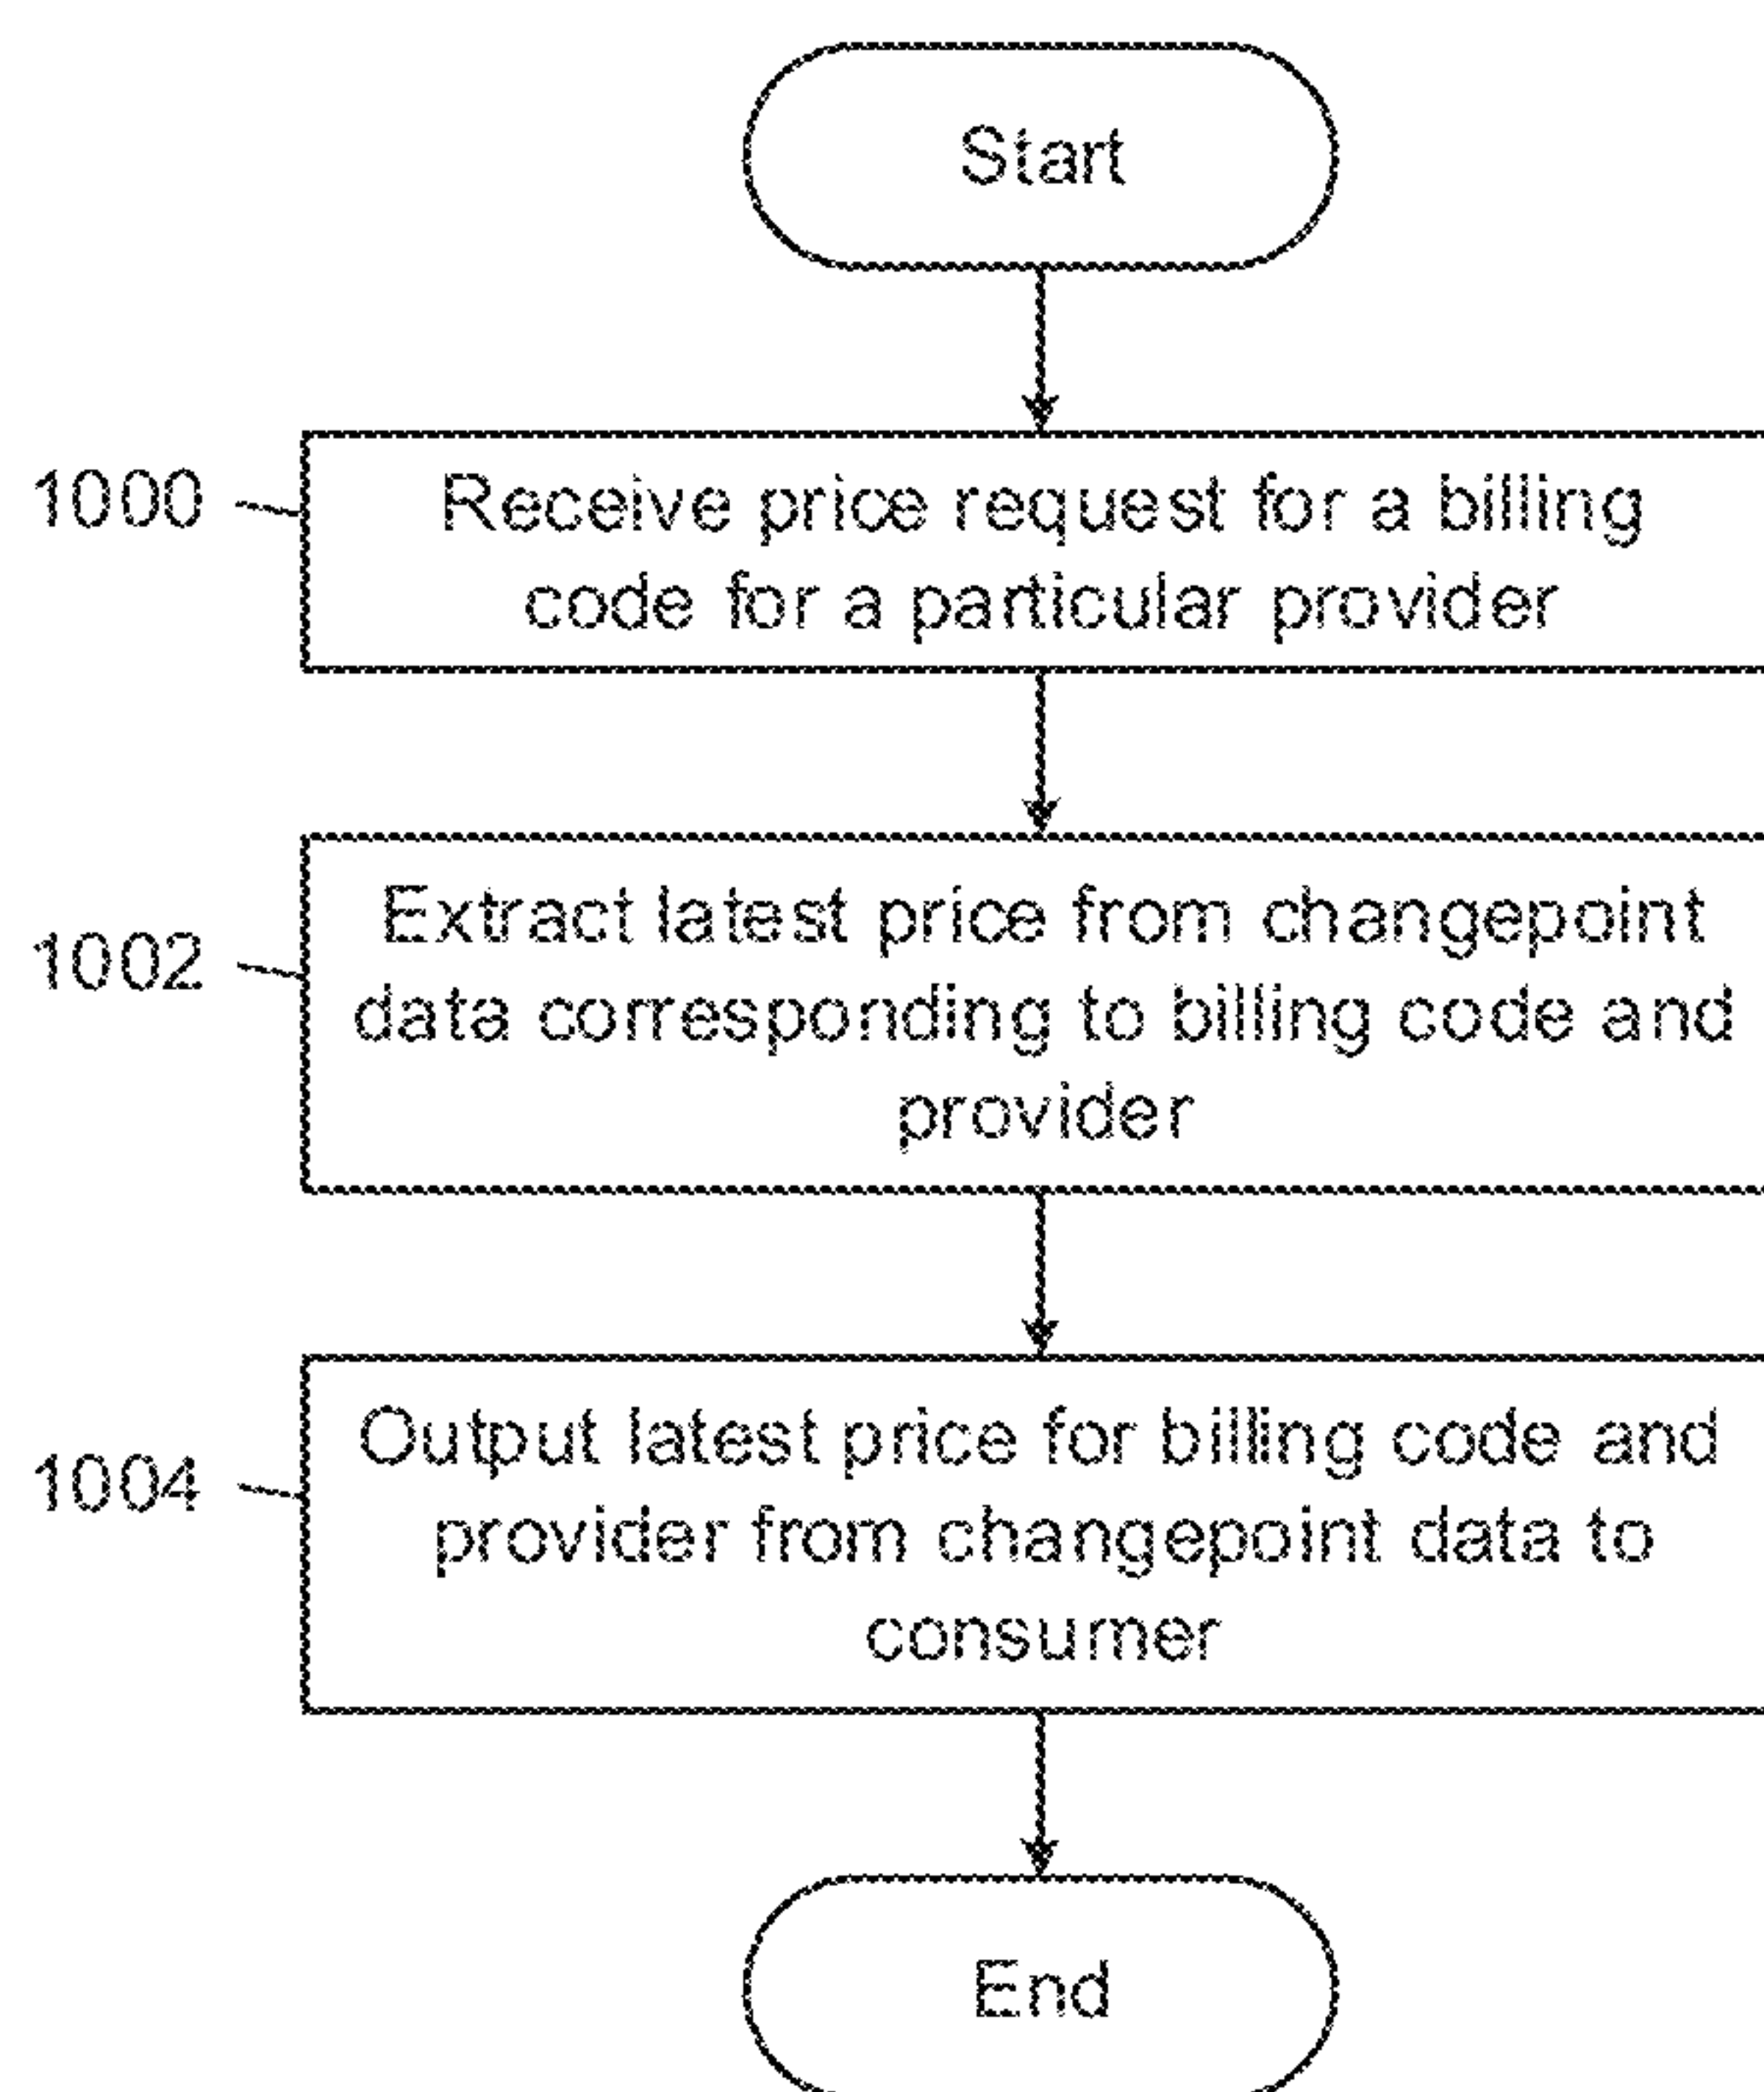 Start
1000
Receive price request for a billing
code for a particular provider
1002
Extract latest price from changepoint
data corresponding to billing code and
provider
1004
Output latest price for billing code and
provider from changepoint data to
consumer
End